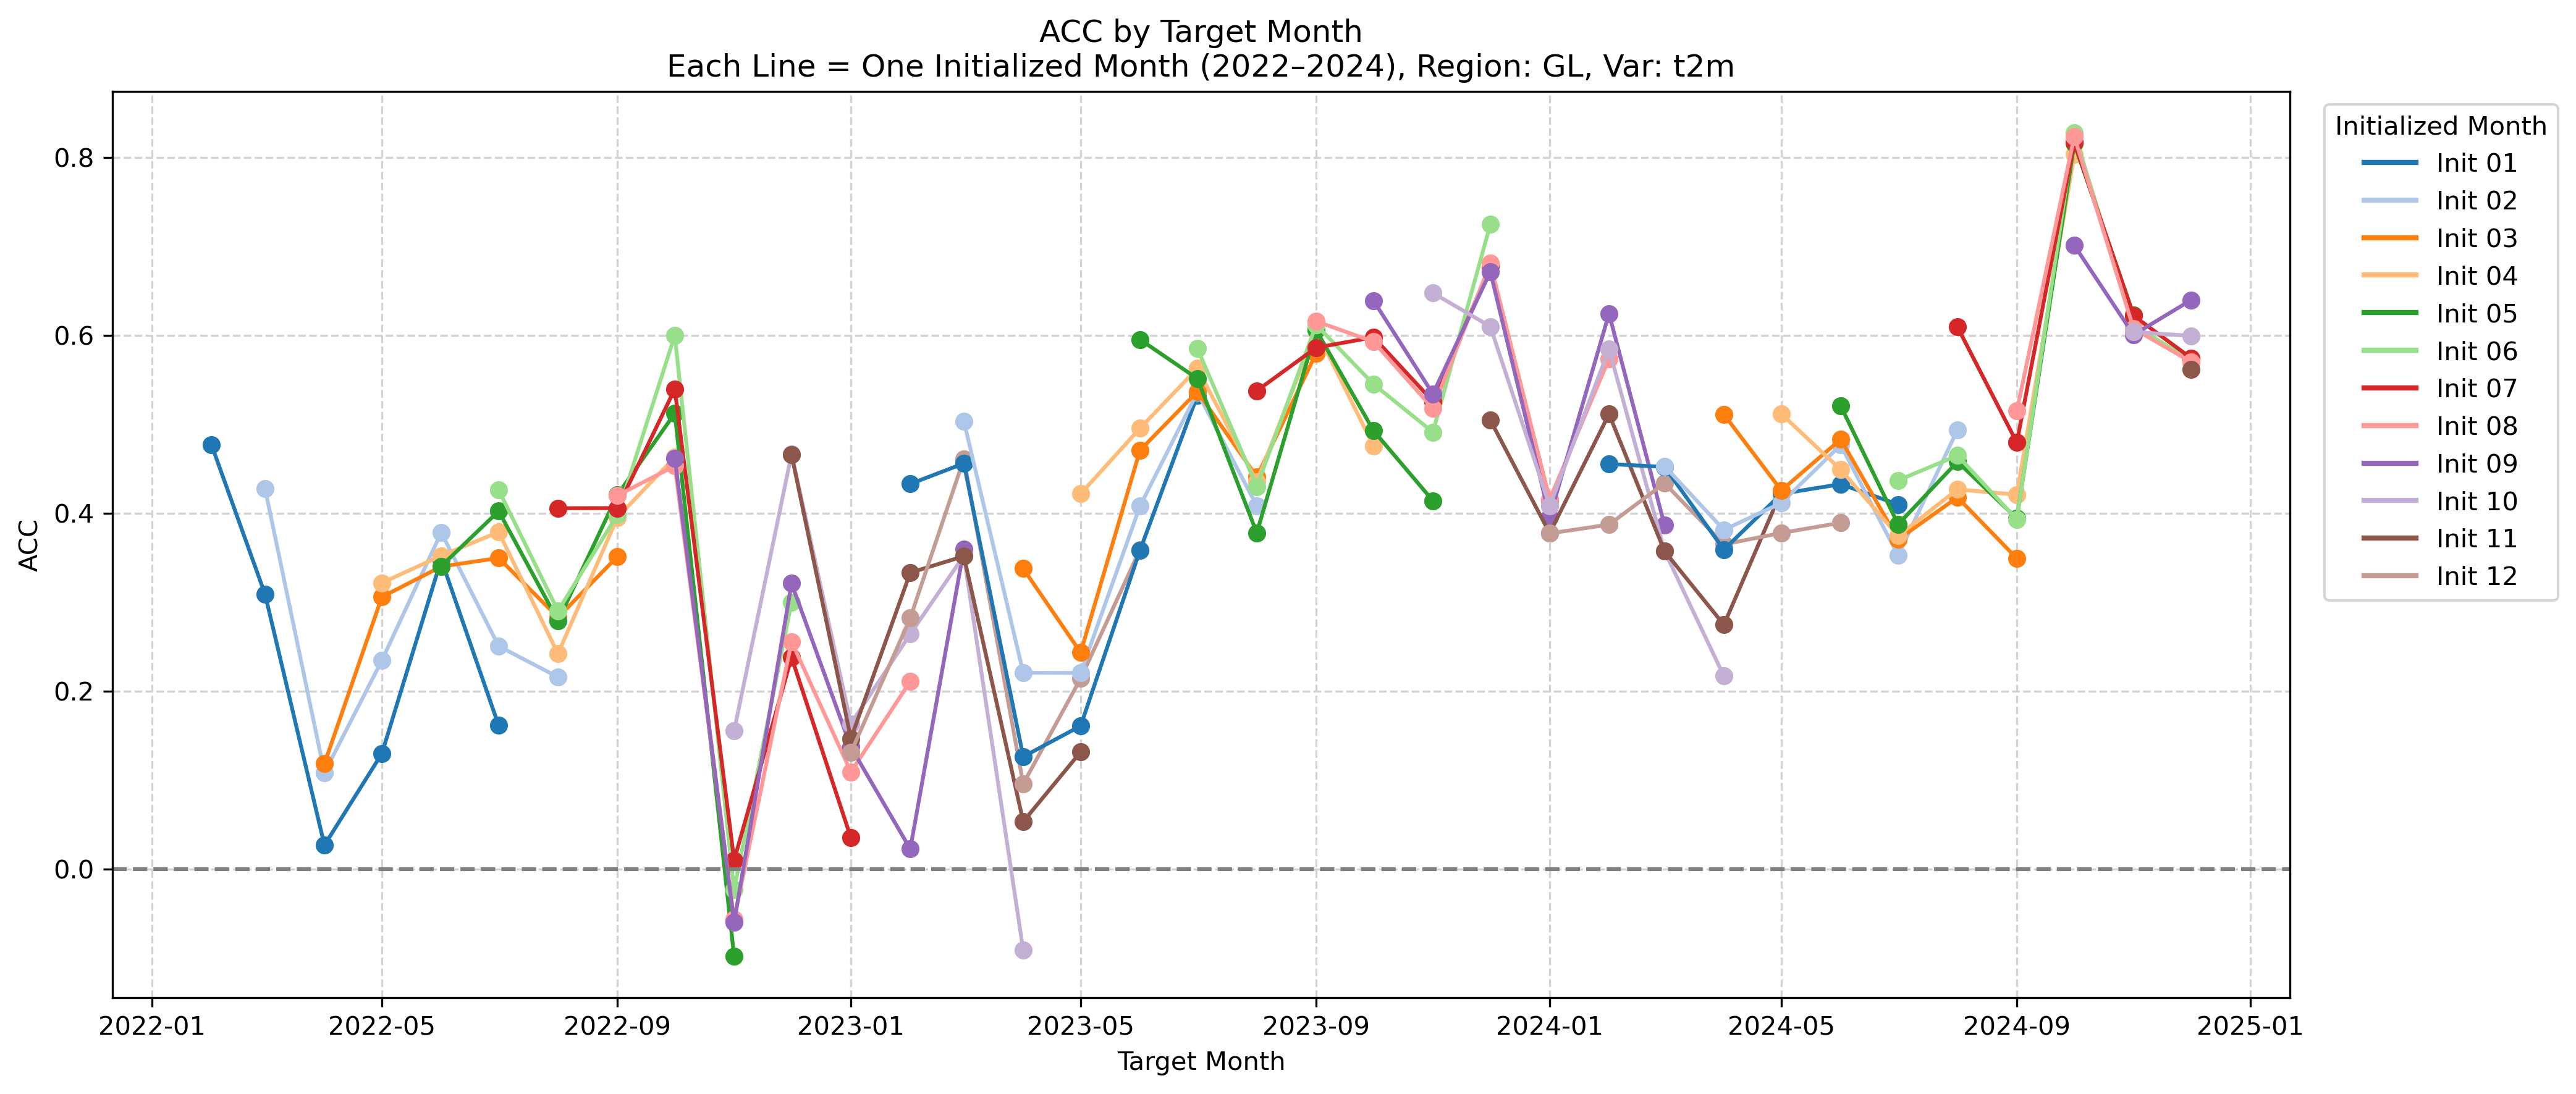 ACC by Target Month
Each Line = One Initialized Month (2022–2024), Region: GL, Var: t2m
ACC
0.8
0.6
0.4
0.2
0.0
2022-01
2022-05
2022-09
2023-01
2023-05
2023-09
2024-01
2024-05
2024-09
2025-01
Target Month
Initialized Month
Init 01
Init 02
Init 03
Init 04
Init 05
Init 06
Init 07
Init 08
Init 09
Init 10
Init 11
Init 12